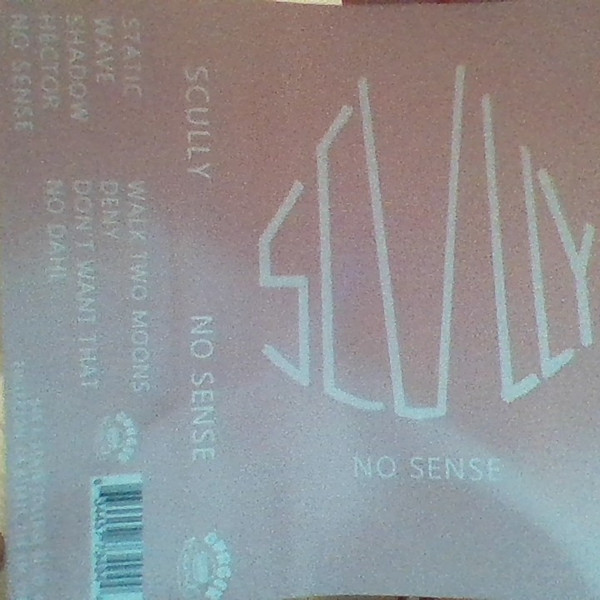 SCULLY
NO SENSE
SCULLY NO SENSE
STATIC
WAVE
SHADOW
HECTOR
NO SENSE
WALK TWO MOONS
DENY
DON'T WANT THAT
NO DAHL